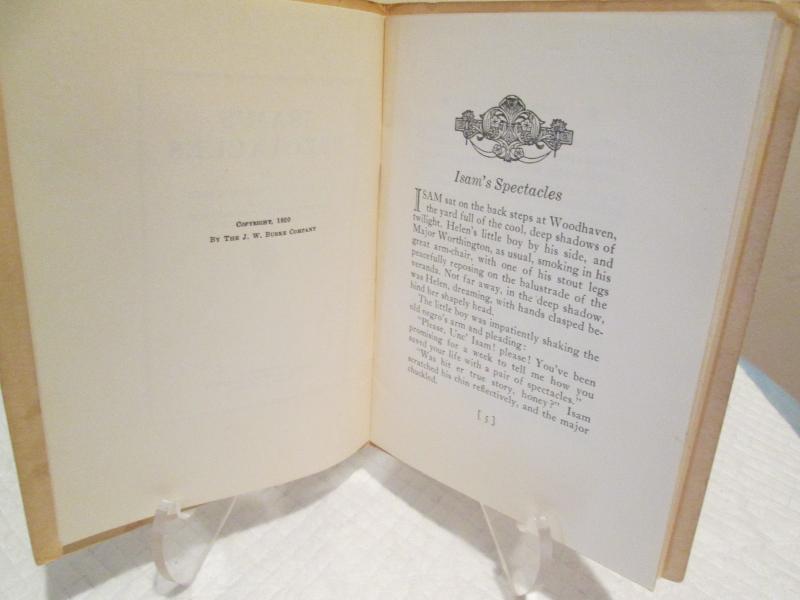 COPYRIGHT, 1920
BY THE J. W. BURKE COMPANY
Isam's Spectacles
ISAM sat on the back steps at Woodhaven,
the yard full of the cool, deep shadows of
twilight. Helen's little boy by his side, and
Major Worthington, as usual, smoking in his
great arm-chair, with one of his stout legs
peacefully reposing on the balustrade of the
veranda. Not far away, in the deep shadow,
was Helen, dreaming, with hands clasped be-
hind her shapely head.
The little boy was impatiently shaking the
old negro's arm and pleading:
"Please, Unc' Isam! please! You've been
promising for a week to tell me how you
saved your life with a pair of spectacles."
"Was hit er true story, honey?" Isam
scratched his chin reflectively, and the major
chuckled.
[ 5 ]